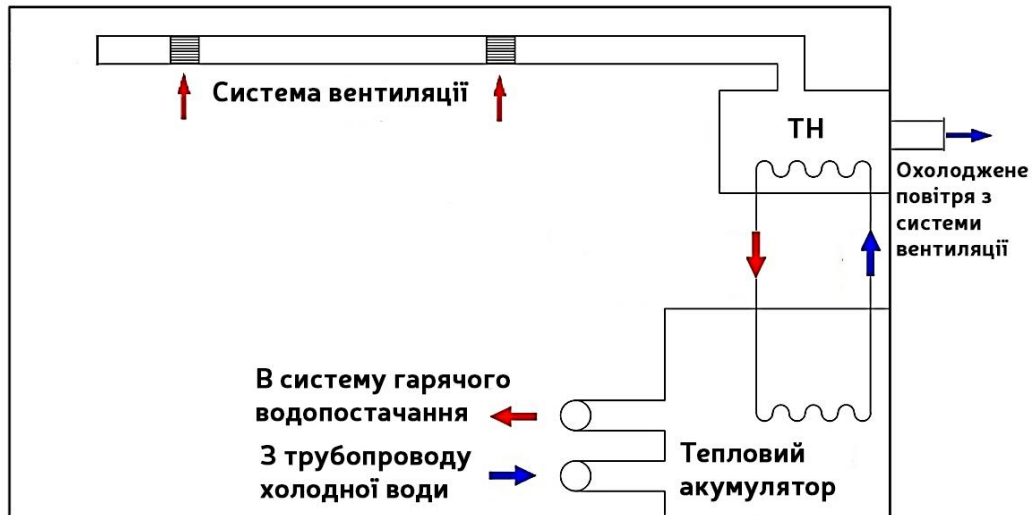 Система вентиляції
ТН
Охолоджене
повітря з
системи
вентиляції
В систему гарячого
водопостачання
З трубопроводу
холодної води
Тепловий
акумулятор